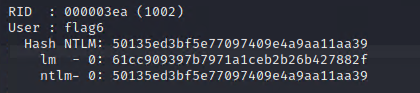 RID  : 000003ea (1002)
User : flag6
  Hash NTLM: 50135ed3bf5e77097409e4a9aa11aa39
    lm  - 0: 61cc909397b7971a1ceb2b26b427882f
    ntlm- 0: 50135ed3bf5e77097409e4a9aa11aa39